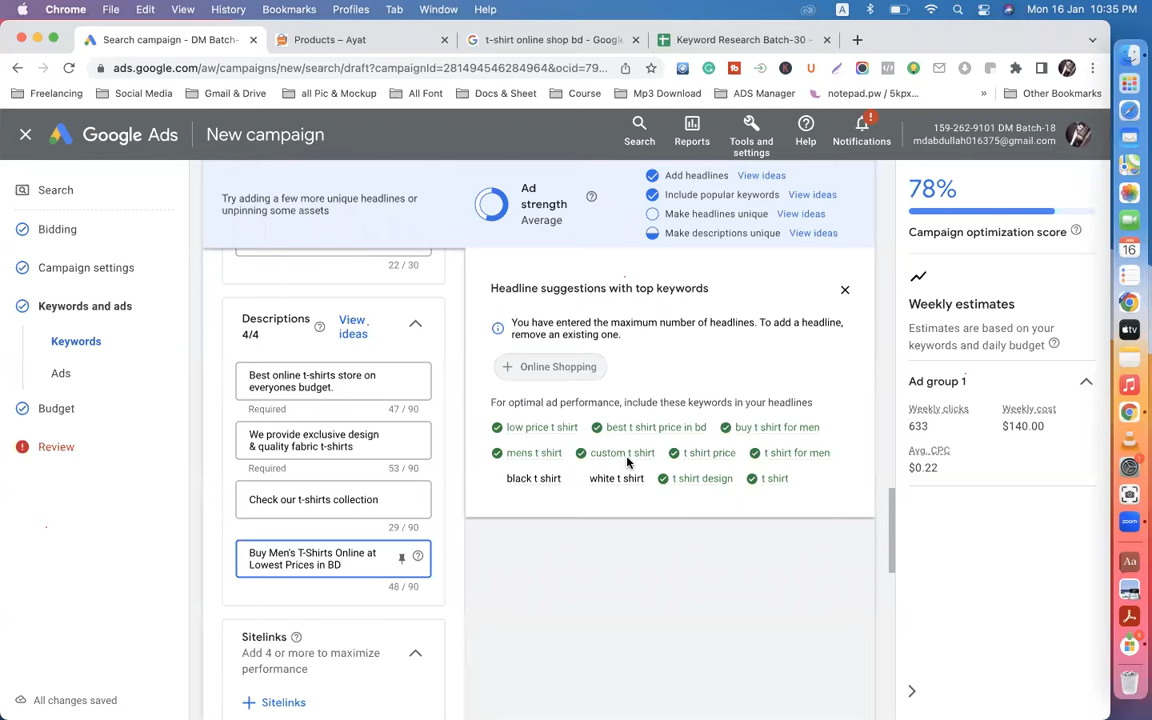 Chrome File Edit View History Bookmarks Profiles Tab Window Help
A
Mon 16 Jan 10:35 PM
Search campaign - DM Batch-
Products – Ayat
t-shirt online shop bd - Goog
Keyword Research Batch-30 -
ads.google.com/aw/campaigns/new/search/draft?campaignId=281494546284964&ocid=79...
Freelancing
Social Media
Gmail & Drive
all Pic & Mockup
All Font
Docs & Sheet
Course
Mp3 Download
ADS Manager
notepad.pw / 5kpx...
»
Other Bookmarks
Google Ads
New campaign
Search
Reports
Tools and
settings
Help
Notifications
159-262-9101 DM Batch-18
mdabdullah016375@gmail.com
Search
Bidding
Campaign settings
Keywords and ads
Keywords
Ads
Budget
Review
All changes saved
Try adding a few more unique headlines or
unpinning some assets
Ad
strength
Average
Add headlines View ideas
Include popular keywords View ideas
Make headlines unique View ideas
Make descriptions unique View ideas
22 / 30
Descriptions
4/4
View
ideas
Best online t-shirts store on
everyones budget.
Required 47 / 90
We provide exclusive design
& quality fabric t-shirts
Required 53 / 90
Check our t-shirts collection
29 / 90
Buy Men's T-Shirts Online at
Lowest Prices in BD
48 / 90
Sitelinks
Add 4 or more to maximize
performance
+ Sitelinks
Headline suggestions with top keywords
You have entered the maximum number of headlines. To add a headline,
remove an existing one.
+ Online Shopping
For optimal ad performance, include these keywords in your headlines
low price t shirt best t shirt price in bd buy t shirt for men
mens t shirt custom t shirt t shirt price t shirt for men
black t shirt white t shirt t shirt design t shirt
78%
Campaign optimization score
Weekly estimates
Estimates are based on your
keywords and daily budget
Ad group 1
Weekly clicks Weekly cost
633 $140.00
Avg. CPC
$0.22
JAN
16
tv
Aa
zoom